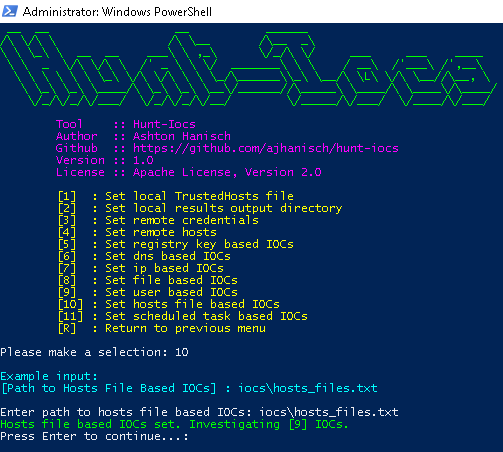 Administrator: Windows PowerShell
Hunt-Iocs
Tool :: Hunt-Iocs
Author :: Ashton Hanisch
Github :: https://github.com/ajhanisch/hunt-iocs
Version :: 1.0
License :: Apache License, Version 2.0
[1] : Set local TrustedHosts file
[2] : Set local results output directory
[3] : Set remote credentials
[4] : Set remote hosts
[5] : Set registry key based IOCs
[6] : Set dns based IOCs
[7] : Set ip based IOCs
[8] : Set file based IOCs
[9] : Set user based IOCs
[10] : Set hosts file based IOCs
[11] : Set scheduled task based IOCs
[R] : Return to previous menu
Please make a selection: 10
Example input:
[Path to Hosts File Based IOCs] : iocs\hosts_files.txt
Enter path to hosts file based IOCs: iocs\hosts_files.txt
Hosts file based IOCs set. Investigating [9] IOCs.
Press Enter to continue...: